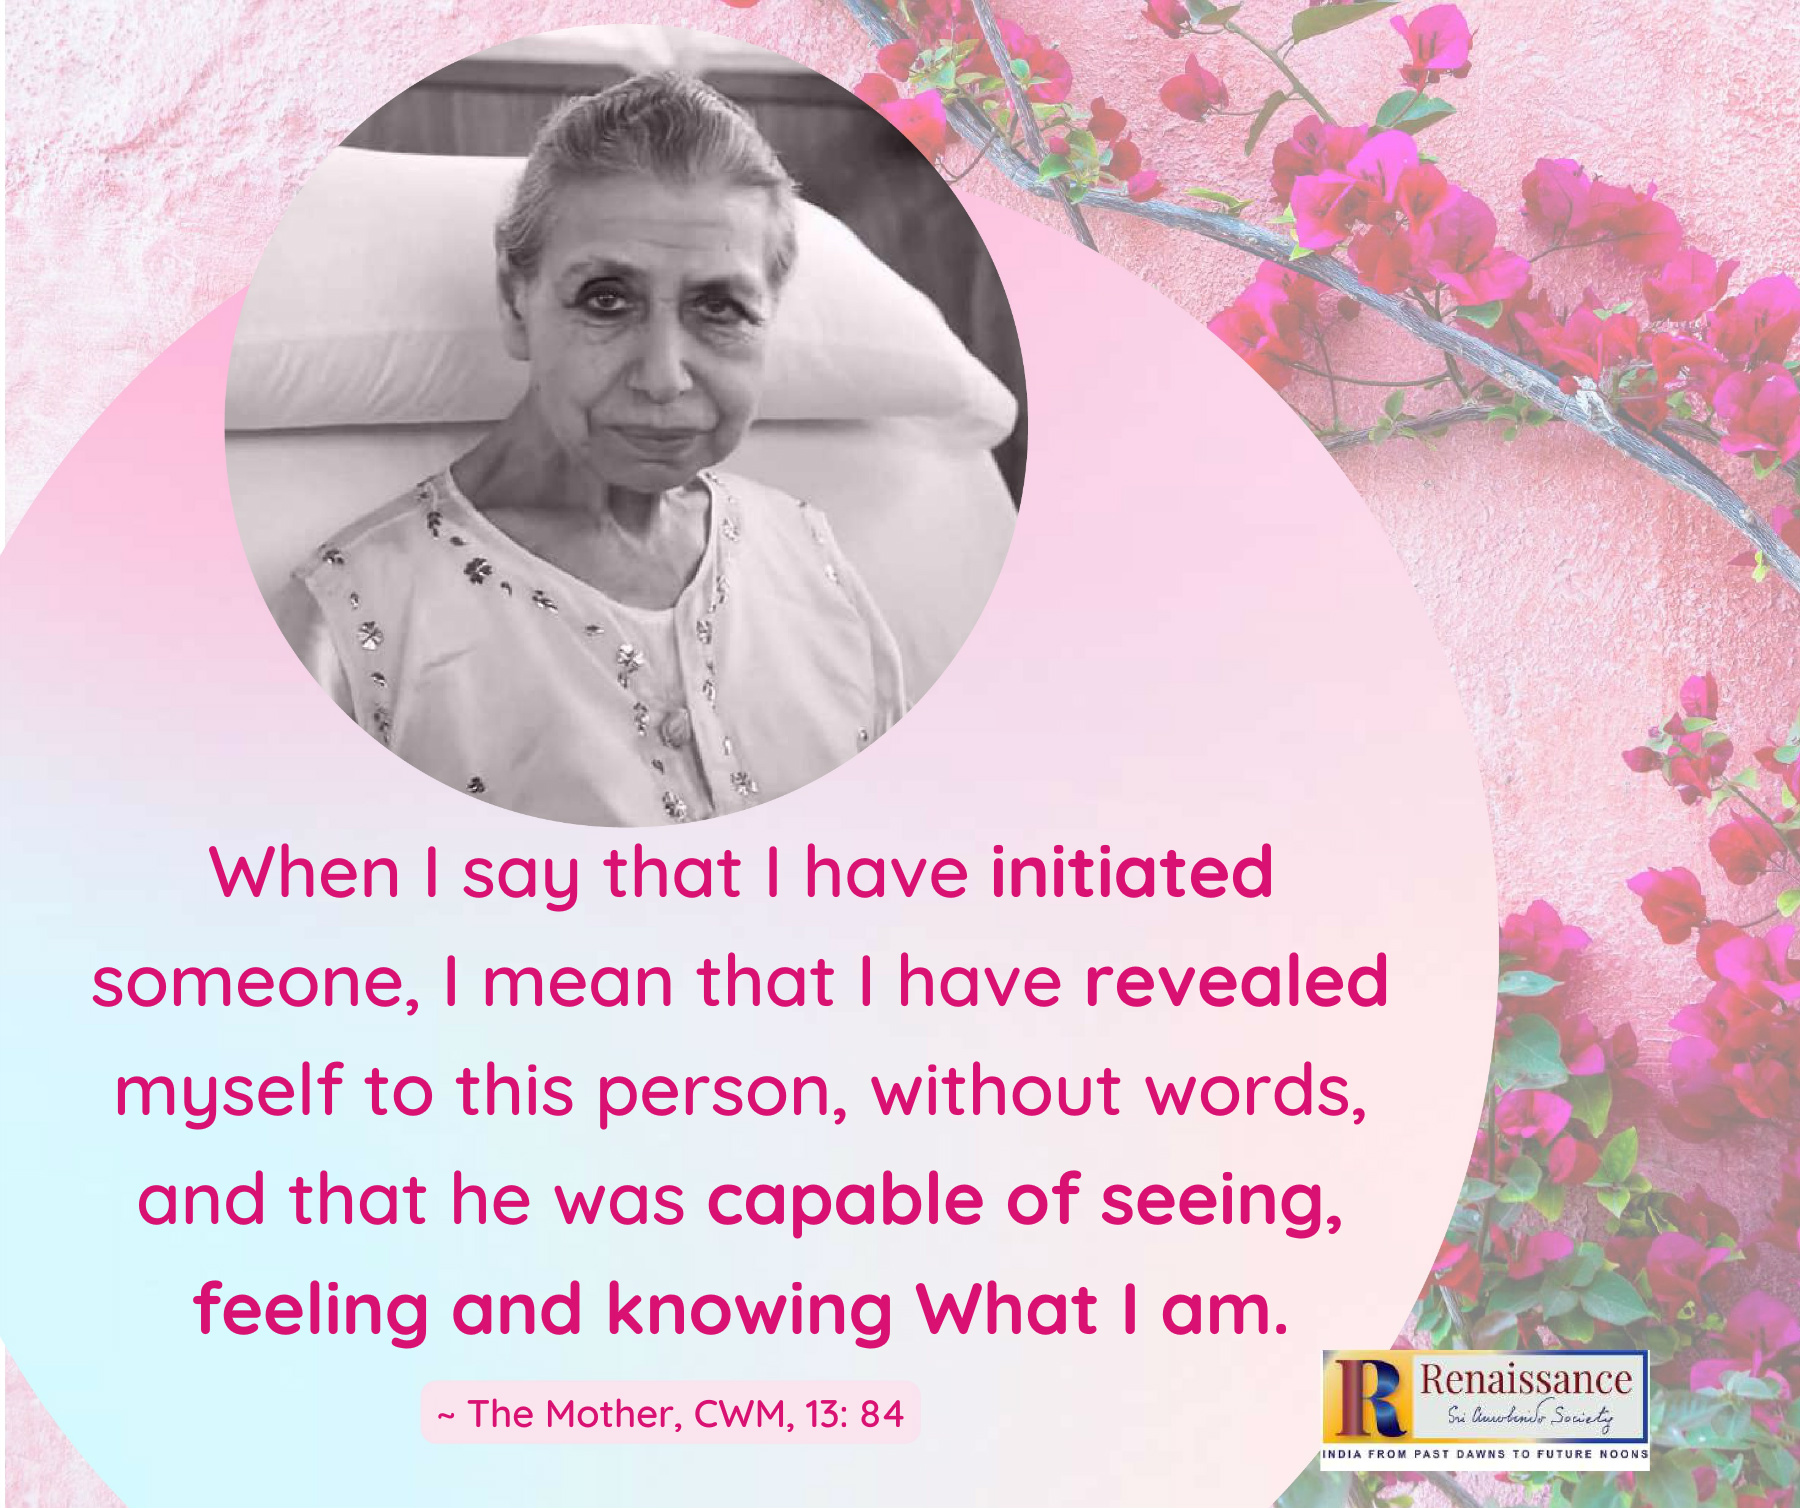 When I say that I have initiated
someone, I mean that I have revealed
myself to this person, without words,
and that he was capable of seeing,
feeling and knowing What I am.
~ The Mother, CWM, 13: 84
R Renaissance
Sri Aurobindo Society
INDIA FROM PAST DAWNS TO FUTURE NOONS